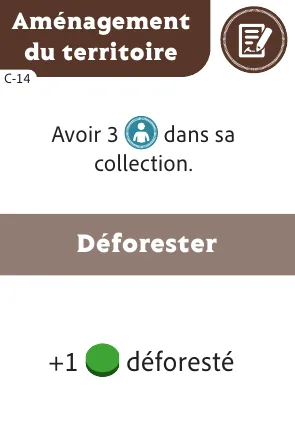 Aménagement
du territoire
C-14
Avoir 3 dans sa
collection.
Déforester
+1 déforesté